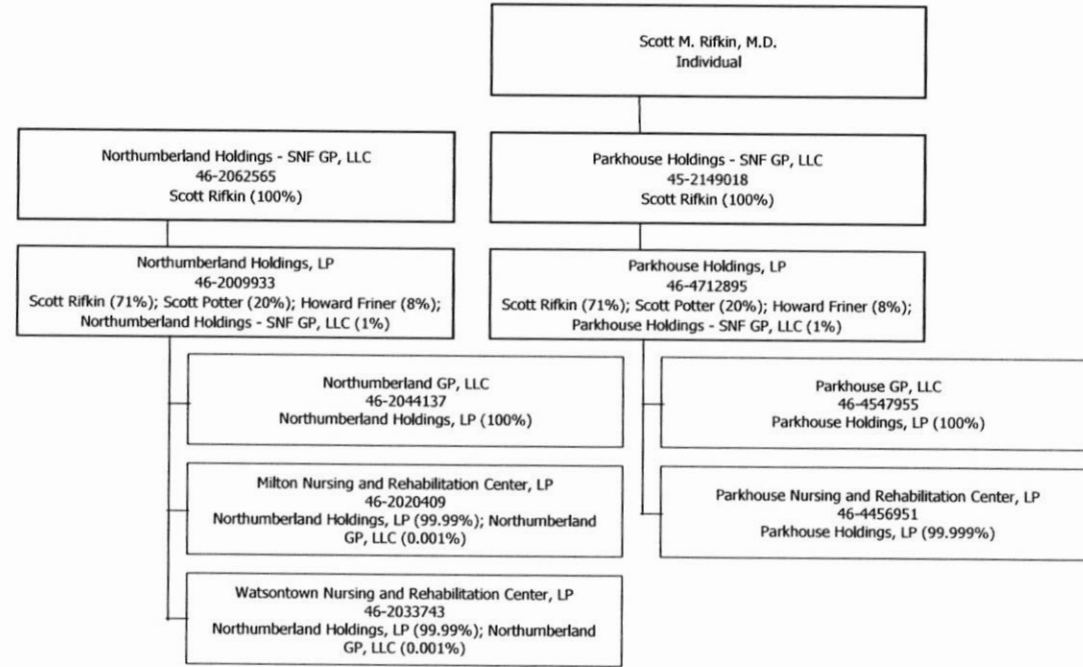 Scott M. Rifkin, M.D.
Individual
Northumberland Holdings - SNF GP, LLC
46-2062565
Scott Rifkin (100%)
Parkhouse Holdings - SNF GP, LLC
45-2149018
Scott Rifkin (100%)
Northumberland Holdings, LP
46-2009933
Scott Rifkin (71%); Scott Potter (20%); Howard Friner (8%);
Northumberland Holdings - SNF GP, LLC (1%)
Parkhouse Holdings, LP
46-4712895
Scott Rifkin (71%); Scott Potter (20%); Howard Friner (8%);
Parkhouse Holdings - SNF GP, LLC (1%)
Northumberland GP, LLC
46-2044137
Northumberland Holdings, LP (100%)
Parkhouse GP, LLC
46-4547955
Parkhouse Holdings, LP (100%)
Milton Nursing and Rehabilitation Center, LP
46-2020409
Northumberland Holdings, LP (99.99%); Northumberland
GP, LLC (0.001%)
Parkhouse Nursing and Rehabilitation Center, LP
46-4456951
Parkhouse Holdings, LP (99.999%)
Watsontown Nursing and Rehabilitation Center, LP
46-2033743
Northumberland Holdings, LP (99.99%); Northumberland
GP, LLC (0.001%)